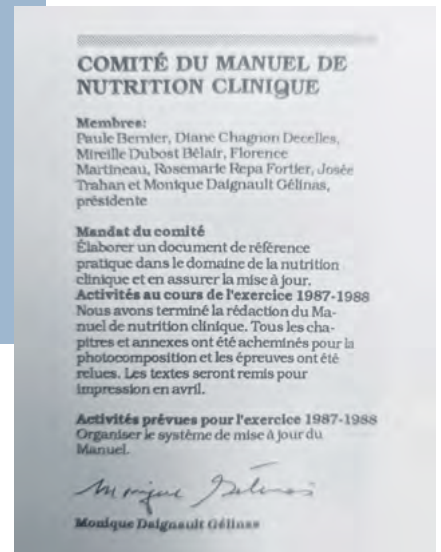 COMITÉ DU MANUEL DE
NUTRITION CLINIQUE
Membres:
Paule Bernier, Diane Chagnon Decelles,
Mireille Dubost Bélair, Florence
Martineau, Rosemarie Repa Fortier, Josée
Trahan et Monique Daignault Gélinas,
présidente
Mandat du comité
Élaborer un document de référence
pratique dans le domaine de la nutrition
clinique et en assurer la mise à jour.
Activités au cours de l'exercice 1987-1988
Nous avons terminé la rédaction du Ma-
nuel de nutrition clinique. Tous les cha-
pitres et annexes ont été acheminés pour la
photocomposition et les épreuves ont été
relues. Les textes seront remis pour
impression en avril.
Activités prévues pour l'exercice 1987-1988
Organiser le système de mise à jour du
Manuel.
Monique Gélinas
Monique Daignault Gélinas